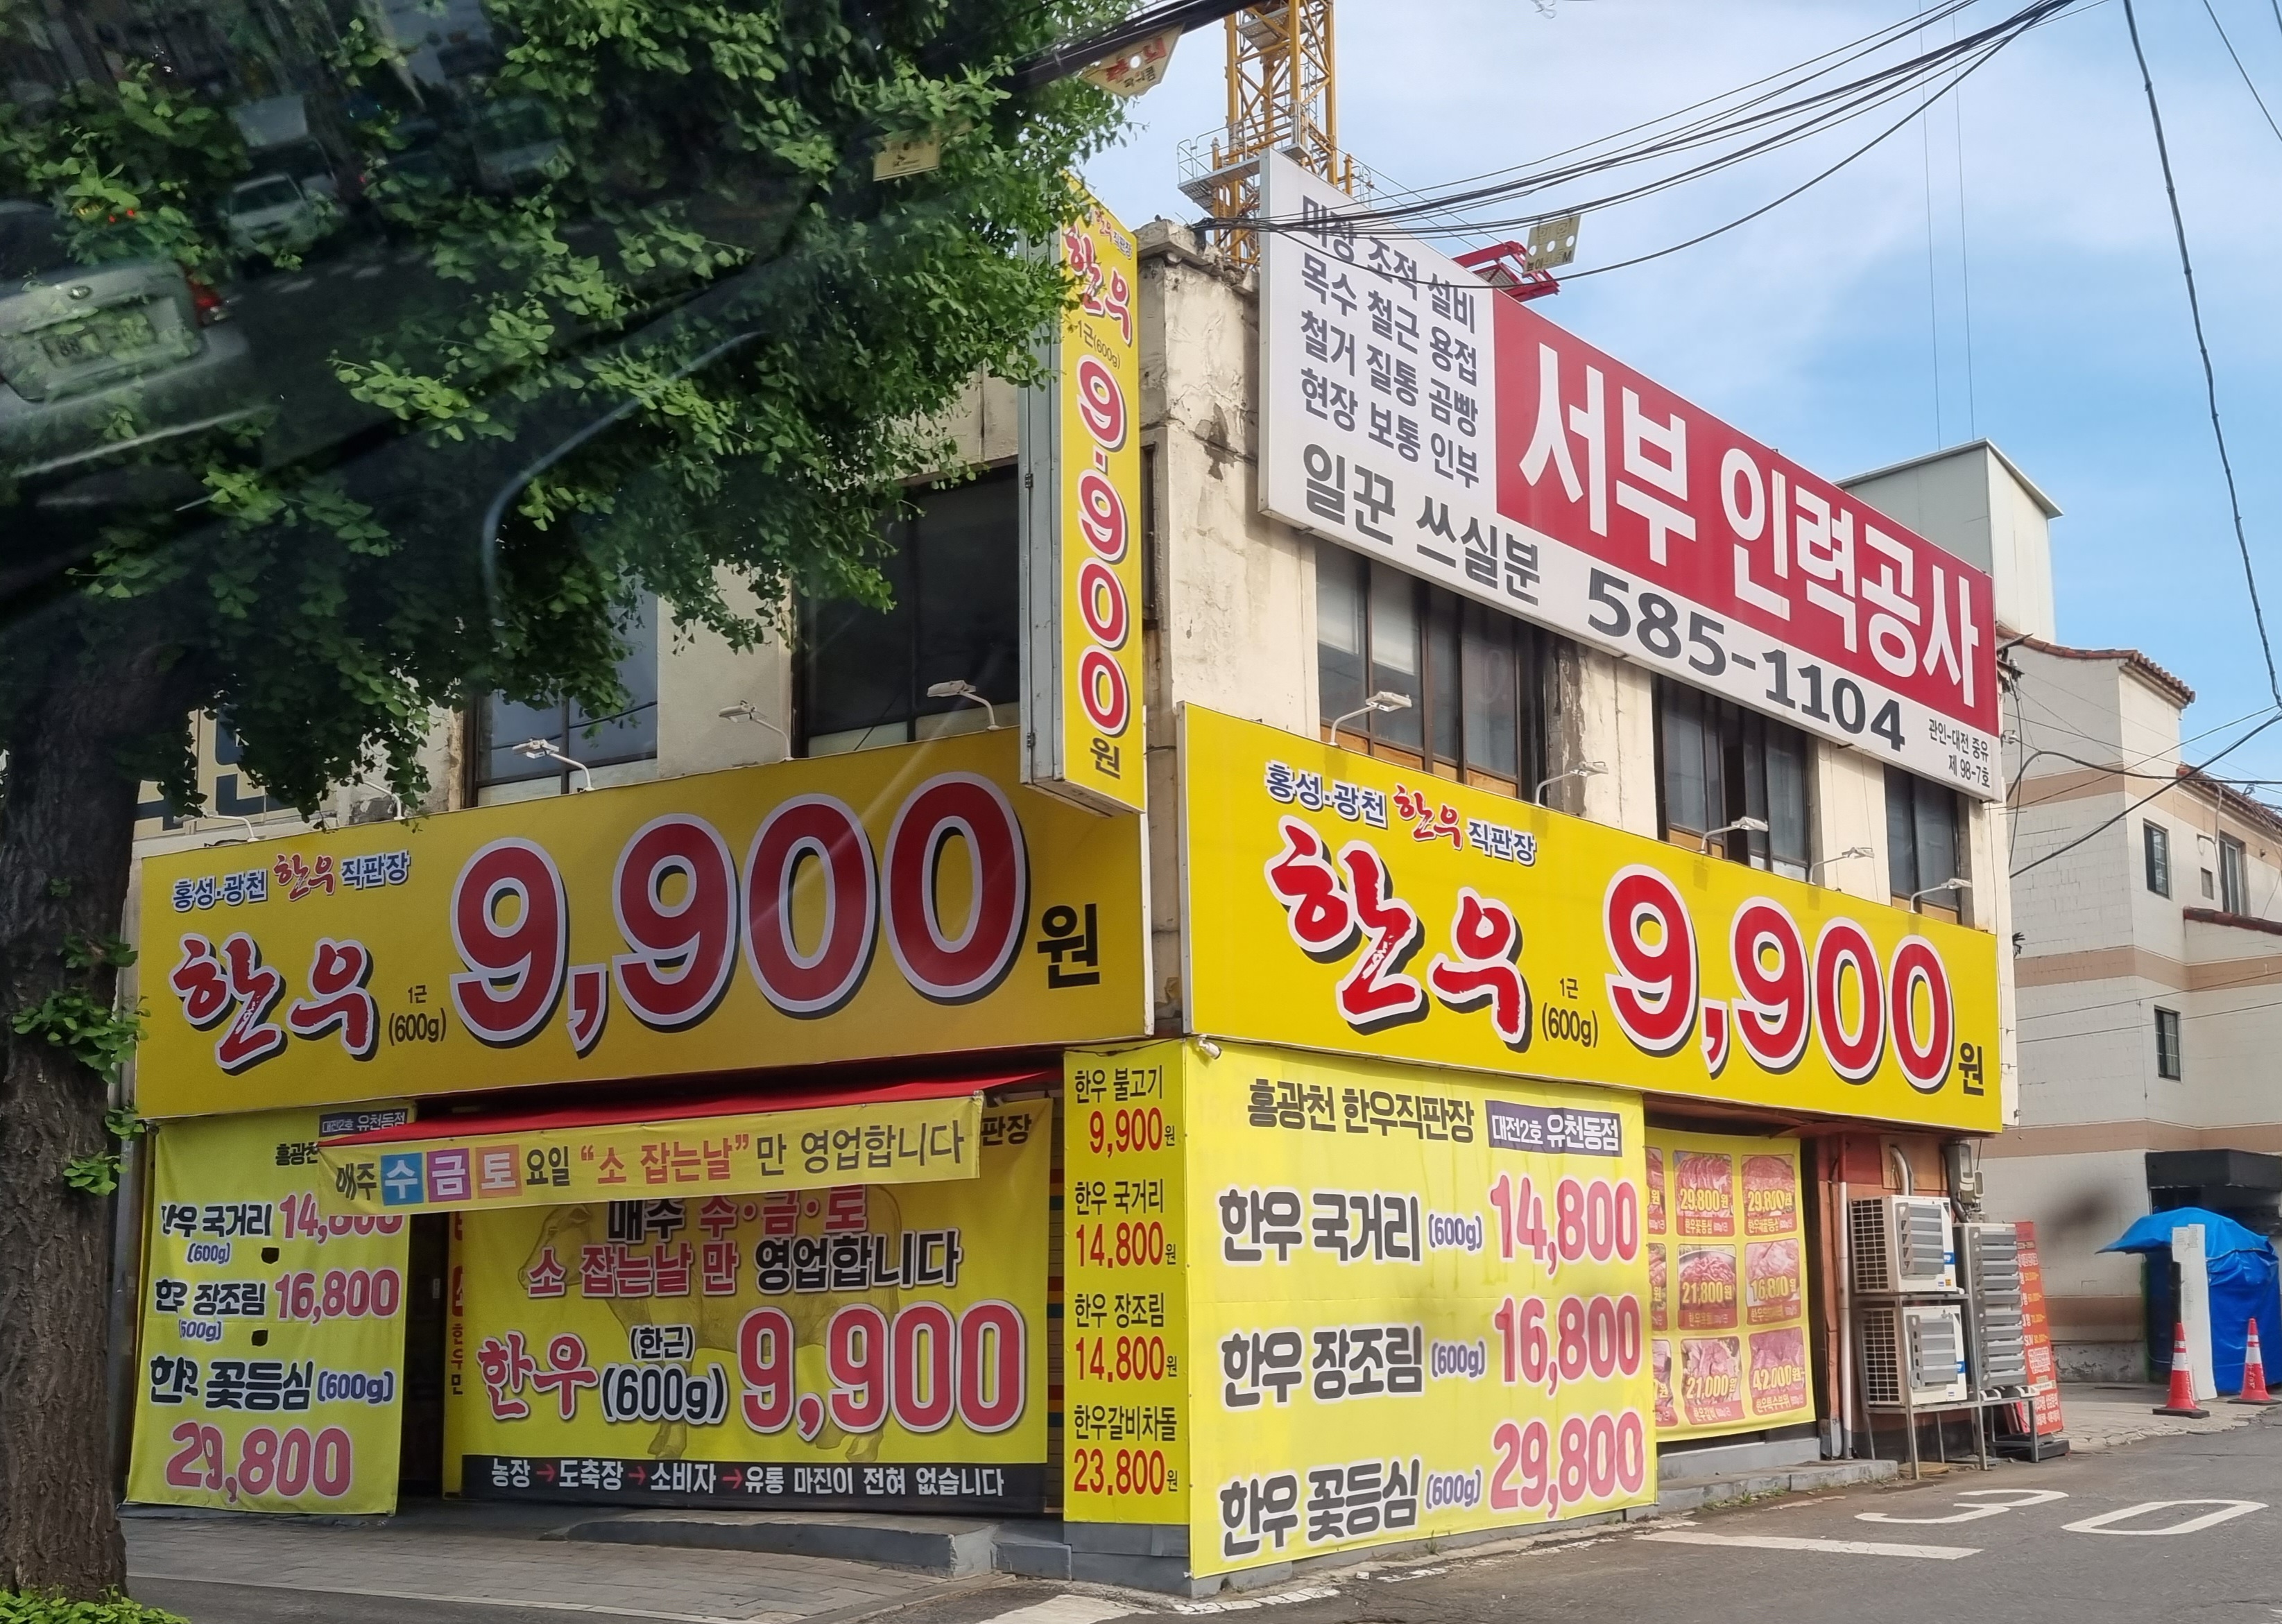 한우 직판장
한우
1근(600g)
9.900
원
미장 조적 설비
목수 철근 용접
철거 질통 곰빵
현장 보통 인부
일꾼 쓰실분
서부 인력공사
585-1104
관인-대전 중유
제 98-7호
홍성.광천 한우 직판장
한우 1근 (600g) 9,900원
홍성.광천 한우 직판장
한우 1근 (600g) 9,900원
대전2호 유천동점
홍광천
한우 국거리 14,800
(600g)
장조림 16,800
(600g)
꽃등심 (600g)
29,800
매주 수 금 토 요일 "소 잡는날" 만 영업합니다
판장
매주 수·금·토
소 잡는날 만 영업합니다
한우 (한근) (600g) 9,900
농장→도축장→소비자→유통 마진이 전혀 없습니다
한우 불고기
9,900원
한우 국거리
14.800원
한우 장조림
14.800원
한우갈비차돌
23.800원
홍광천 한우직판장 대전2호 유천동점
한우 국거리 (600g) 14,800
한우 장조림 (600g) 16,800
한우 꽃등심 (600g) 29,800
29,800원
29,800원
21,800원
16,800원
21,000원
42,000원
30